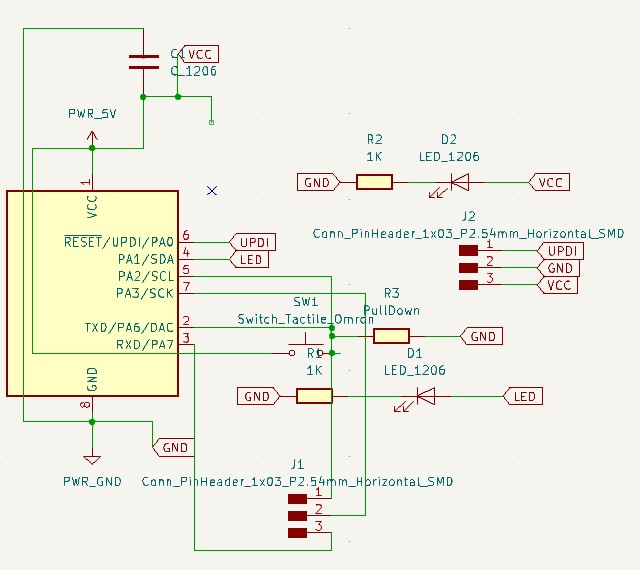 C1
VCC
C_1206
PWR_5V
1
VCC
RESET/UPDI/PA0
6
UPDI
PA1/SDA
4
LED
PA2/SCL
5
PA3/SCK
7
TXD/PA6/DAC
2
RXD/PA7
3
GND
8
GND
PWR_GND
R2
1K
D2
LED_1206
GND
VCC
J2
Conn_PinHeader_1x03_P2.54mm_Horizontal_SMD
1
UPDI
2
GND
3
VCC
SW1
Switch_Tactile_Omron
R3
PullDown
GND
R1
1K
D1
LED_1206
GND
LED
J1
Conn_PinHeader_1x03_P2.54mm_Horizontal_SMD
1
2
3